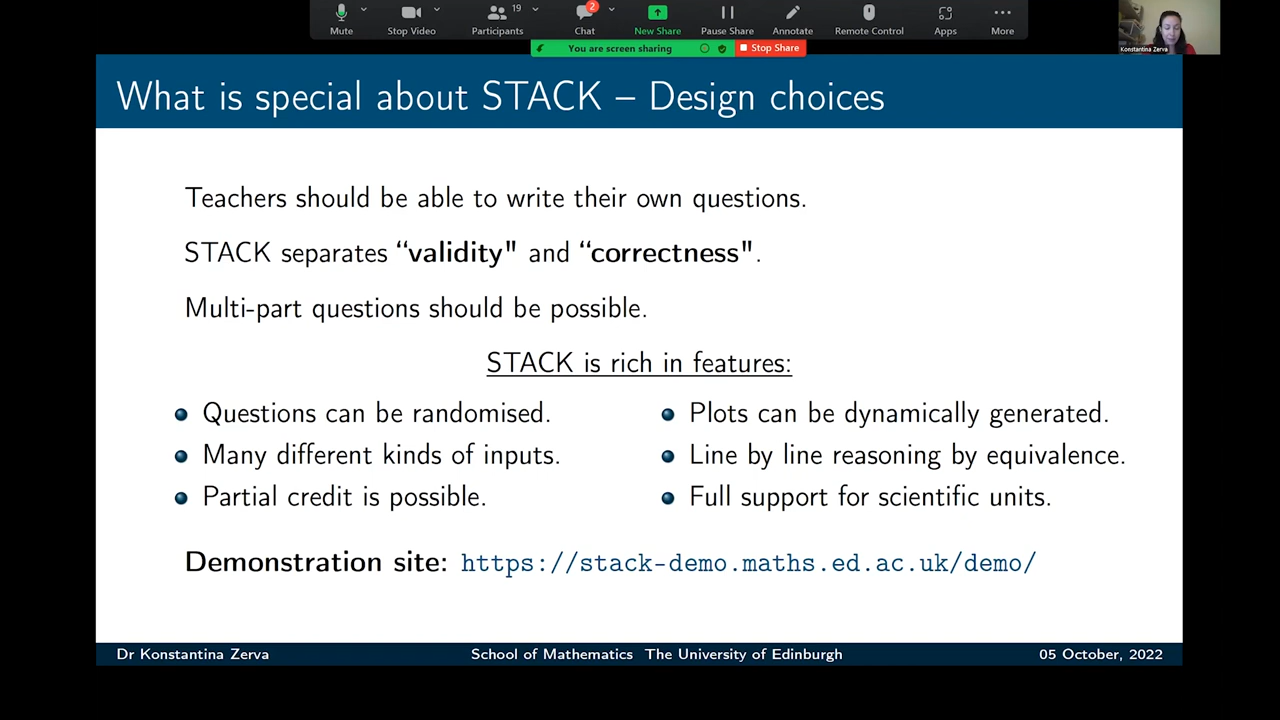 19
2
Mute
Stop Video
Participants
Chat
New Share
Pause Share
Annotate
Remote Control
Apps
More
You are screen sharing
Stop Share
Konstantina Zerva
What is special about STACK – Design choices
Teachers should be able to write their own questions.
STACK separates “validity" and “correctness".
Multi-part questions should be possible.
STACK is rich in features:
Questions can be randomised.
Many different kinds of inputs.
Partial credit is possible.
Plots can be dynamically generated.
Line by line reasoning by equivalence.
Full support for scientific units.
Demonstration site: https://stack-demo.maths.ed.ac.uk/demo/
Dr Konstantina Zerva
School of Mathematics The University of Edinburgh
05 October, 2022